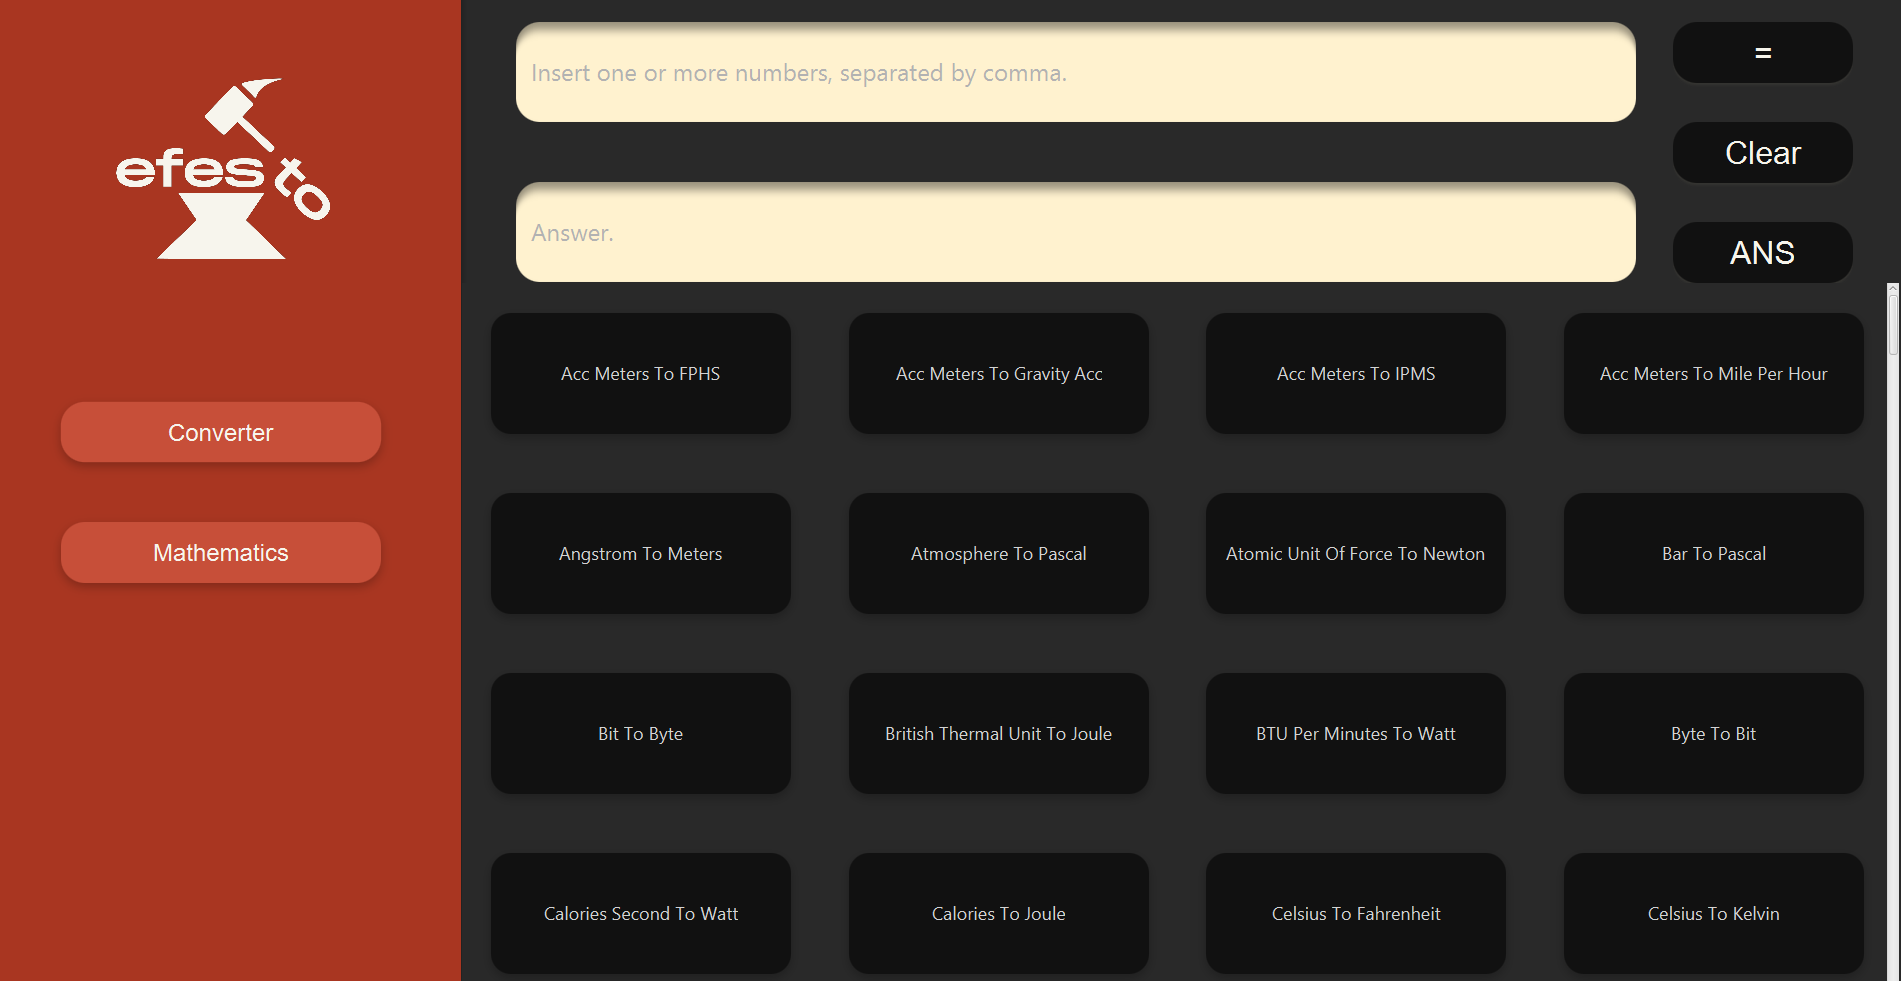 efesto
Converter
Mathematics
Insert one or more numbers, separated by comma.
=
Clear
Answer.
ANS
Acc Meters To FPHS
Acc Meters To Gravity Acc
Acc Meters To IPMS
Acc Meters To Mile Per Hour
Angstrom To Meters
Atmosphere To Pascal
Atomic Unit Of Force To Newton
Bar To Pascal
Bit To Byte
British Thermal Unit To Joule
BTU Per Minutes To Watt
Byte To Bit
Calories Second To Watt
Calories To Joule
Celsius To Fahrenheit
Celsius To Kelvin